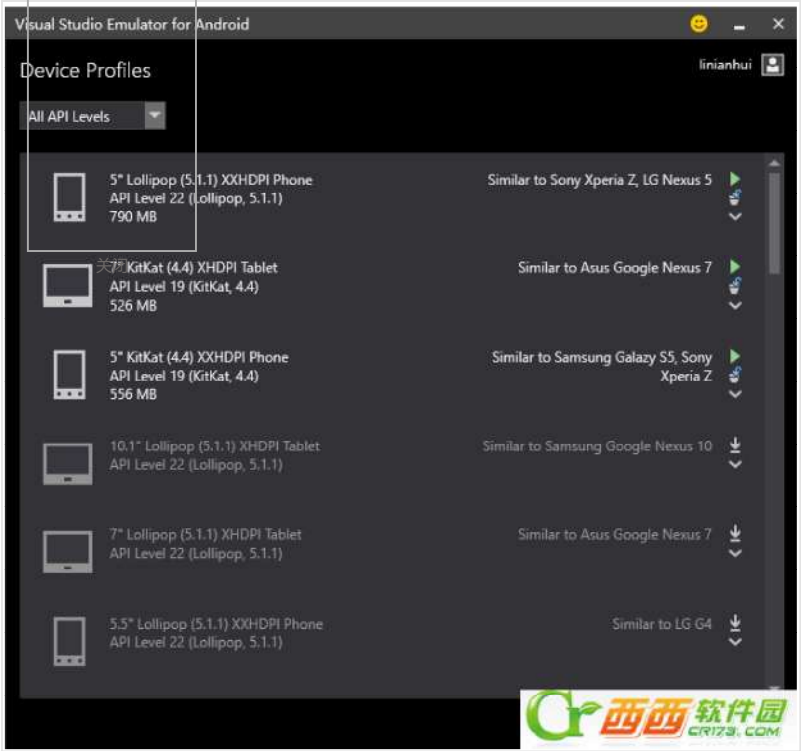 Visual Studio Emulator for Android
Device Profiles
linianhui
All API Levels
5" Lollipop (5.1.1) XXHDPI Phone
Similar to Sony Xperia Z, LG Nexus 5
API Level 22 (Lollipop, 5.1.1)
790 MB
关闭
7" KitKat (4.4) XHDPI Tablet
Similar to Asus Google Nexus 7
API Level 19 (KitKat, 4.4)
526 MB
5" KitKat (4.4) XXHDPI Phone
Similar to Samsung Galazy S5, Sony
API Level 19 (KitKat, 4.4)
Xperia Z
556 MB
10.1" Lollipop (5.1.1) XHDPI Tablet
Similar to Samsung Google Nexus 10
API Level 22 (Lollipop, 5.1.1)
7" Lollipop (5.1.1) XHDPI Tablet
Similar to Asus Google Nexus 7
API Level 22 (Lollipop, 5.1.1)
5.5" Lollipop (5.1.1) XXHDPI Phone
Similar to LG G4
API Level 22 (Lollipop, 5.1.1)
西西软件园
CR173.COM